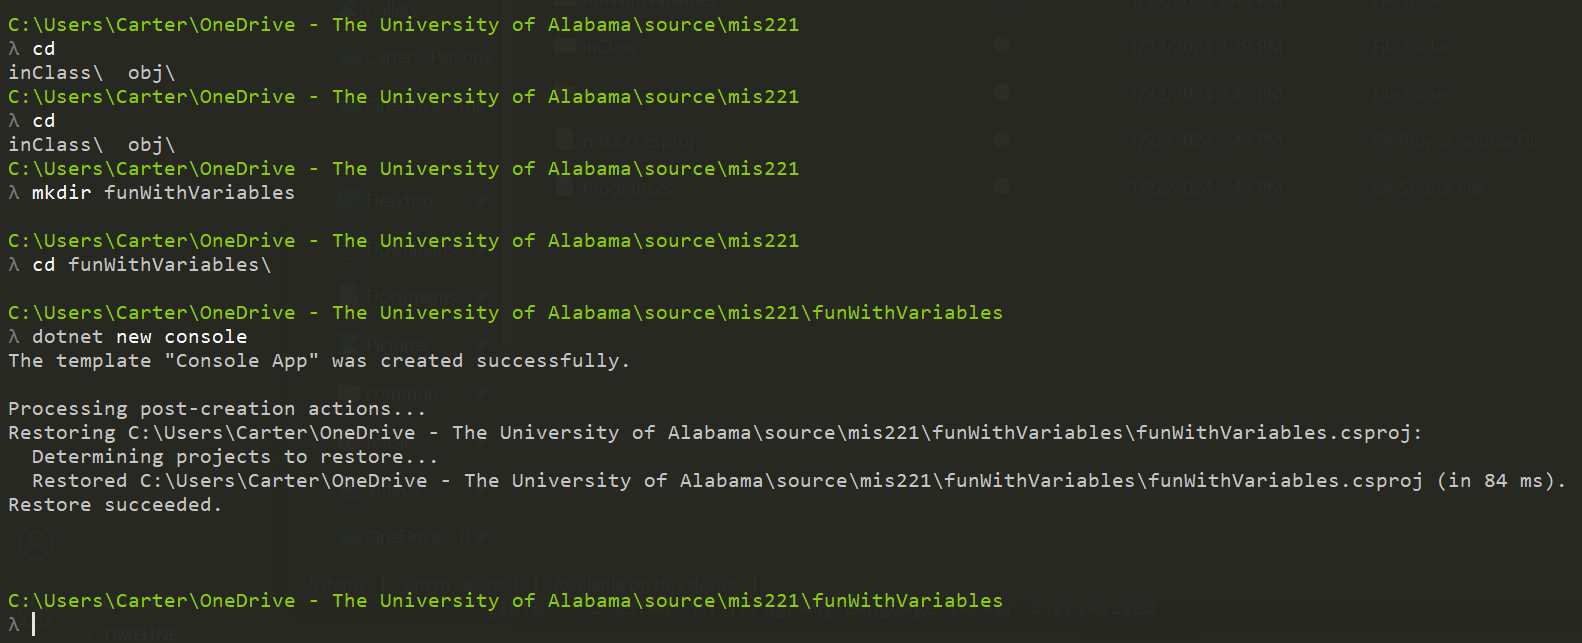 C:\Users\Carter\OneDrive - The University of Alabama\source\mis221
λ cd
inClass\  obj\
C:\Users\Carter\OneDrive - The University of Alabama\source\mis221
λ cd
inClass\  obj\
C:\Users\Carter\OneDrive - The University of Alabama\source\mis221
λ mkdir funWithVariables
C:\Users\Carter\OneDrive - The University of Alabama\source\mis221
λ cd funWithVariables\
C:\Users\Carter\OneDrive - The University of Alabama\source\mis221\funWithVariables
λ dotnet new console
The template "Console App" was created successfully.
Processing post-creation actions...
Restoring C:\Users\Carter\OneDrive - The University of Alabama\source\mis221\funWithVariables\funWithVariables.csproj:
  Determining projects to restore...
  Restored C:\Users\Carter\OneDrive - The University of Alabama\source\mis221\funWithVariables\funWithVariables.csproj (in 84 ms).
Restore succeeded.
C:\Users\Carter\OneDrive - The University of Alabama\source\mis221\funWithVariables
λ